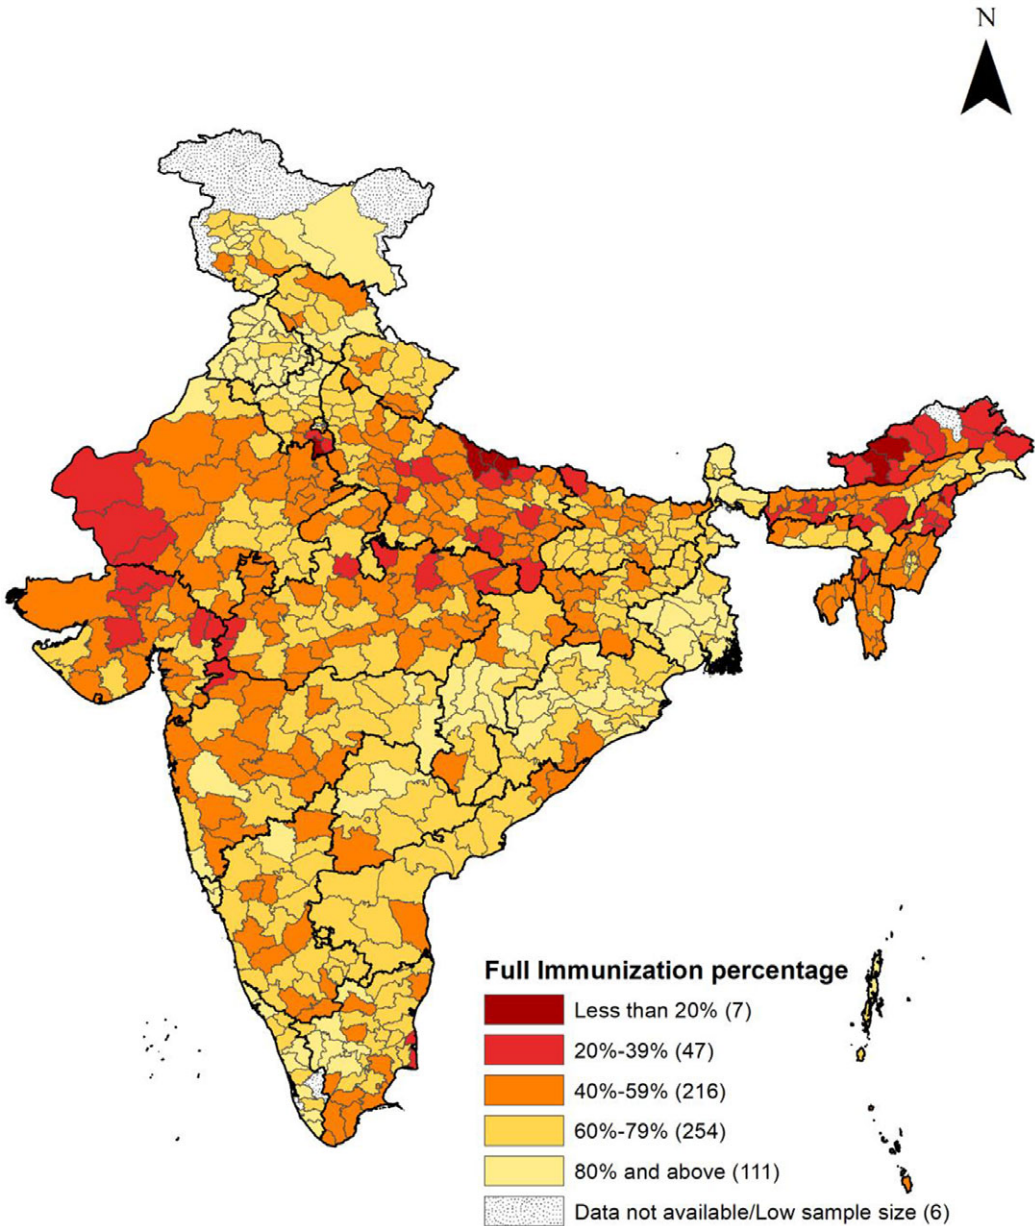 N
Full Immunization percentage
Less than 20% (7)
20%-39% (47)
40%-59% (216)
60%-79% (254)
80% and above (111)
Data not available/Low sample size (6)